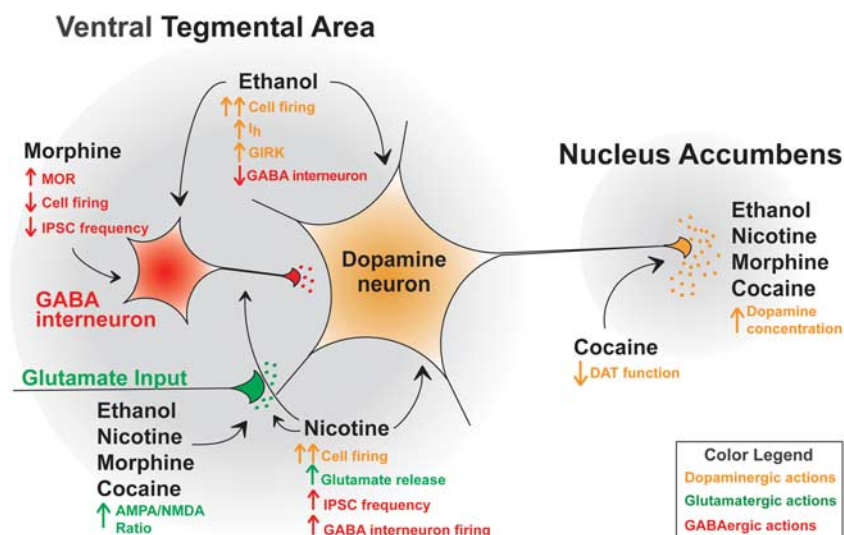 Ventral Tegmental Area
Ethanol
↑↑ Cell firing
↑ Ih
↑ GIRK
↓ GABA interneuron
Morphine
↑ MOR
↓ Cell firing
↓ IPSC frequency
GABA
interneuron
Dopamine
neuron
Glutamate Input
Ethanol
Nicotine
Morphine
Cocaine
↑ AMPA/NMDA
Ratio
Nicotine
↑↑ Cell firing
↑ Glutamate release
↑ IPSC frequency
↑ GABA interneuron firing
Nucleus Accumbens
Ethanol
Nicotine
Morphine
Cocaine
↑ Dopamine
concentration
Cocaine
↓ DAT function
Color Legend
Dopaminergic actions
Glutamatergic actions
GABAergic actions